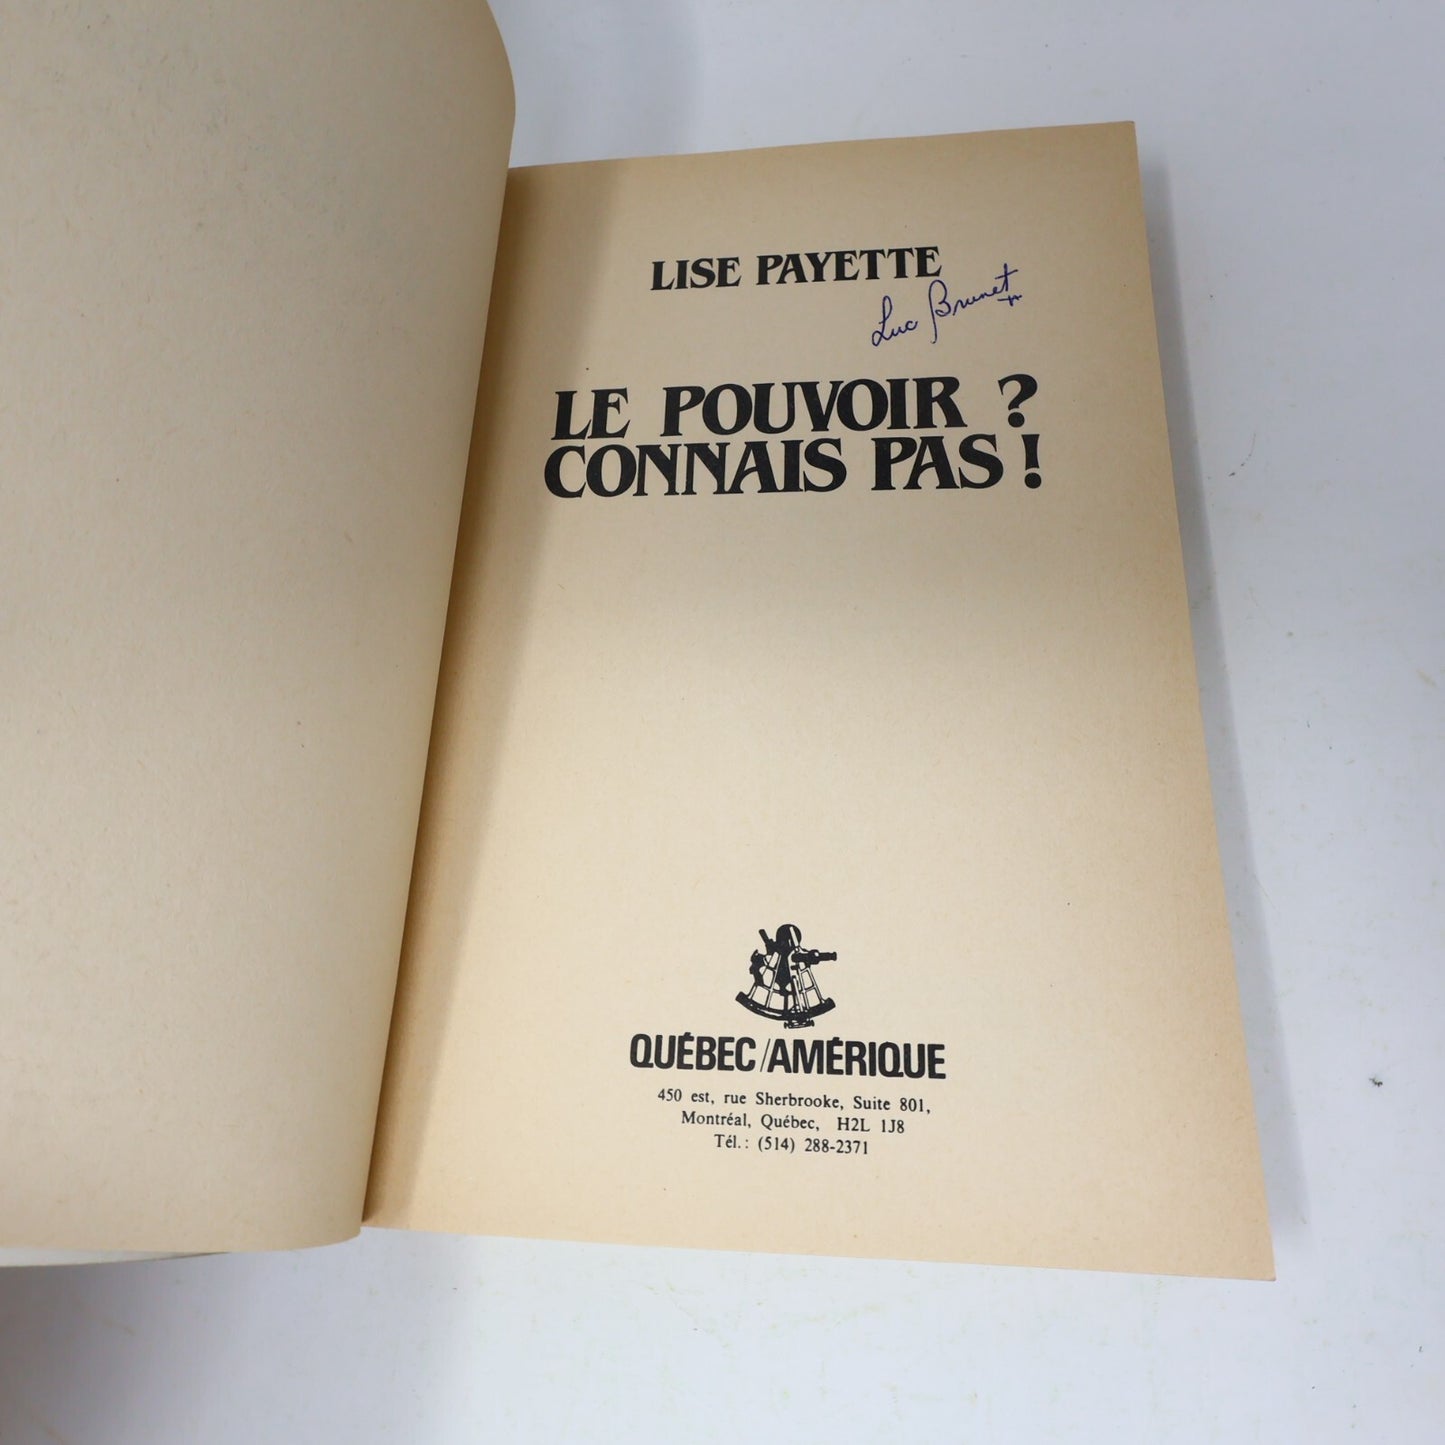 LISE PAYETTE
Luc Brunet
LE POUVOIR ?
CONNAIS PAS !
QUÉBEC/AMÉRIQUE
450 est, rue Sherbrooke, Suite 801,
Montréal, Québec, H2L 1J8
Tél.: (514) 288-2371